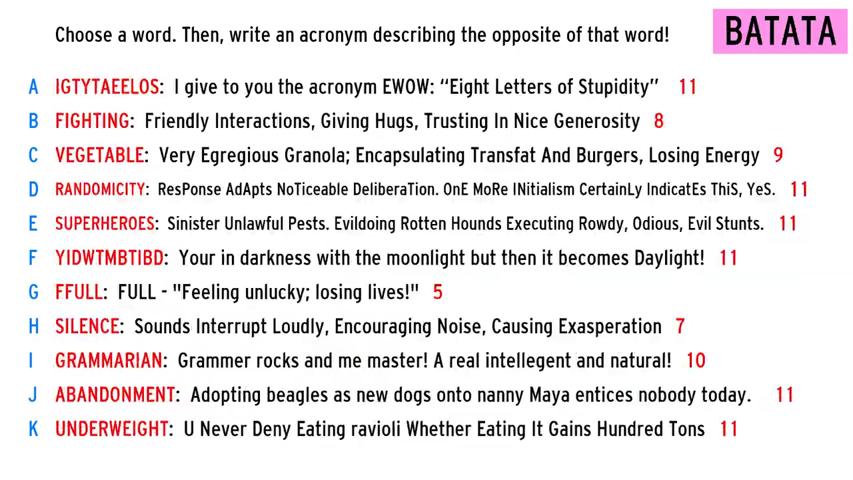 Choose a word. Then, write an acronym describing the opposite of that word!
BATATA
A IGTYTAEELOS: I give to you the acronym EWOW: “Eight Letters of Stupidity” 11
B FIGHTING: Friendly Interactions, Giving Hugs, Trusting In Nice Generosity 8
C VEGETABLE: Very Egregious Granola; Encapsulating Transfat And Burgers, Losing Energy 9
D RANDOMICITY: ResPonse AdApts NoTiceable DeliberaTion. OnE MoRe INitialism CertainLy IndicatEs ThiS, YeS. 11
E SUPERHEROES: Sinister Unlawful Pests. Evildoing Rotten Hounds Executing Rowdy, Odious, Evil Stunts. 11
F YIDWTMBTIBD: Your in darkness with the moonlight but then it becomes Daylight! 11
G FFULL: FULL - "Feeling unlucky; losing lives!" 5
H SILENCE: Sounds Interrupt Loudly, Encouraging Noise, Causing Exasperation 7
I GRAMMARIAN: Grammer rocks and me master! A real intellegent and natural! 10
J ABANDONMENT: Adopting beagles as new dogs onto nanny Maya entices nobody today. 11
K UNDERWEIGHT: U Never Deny Eating ravioli Whether Eating It Gains Hundred Tons 11